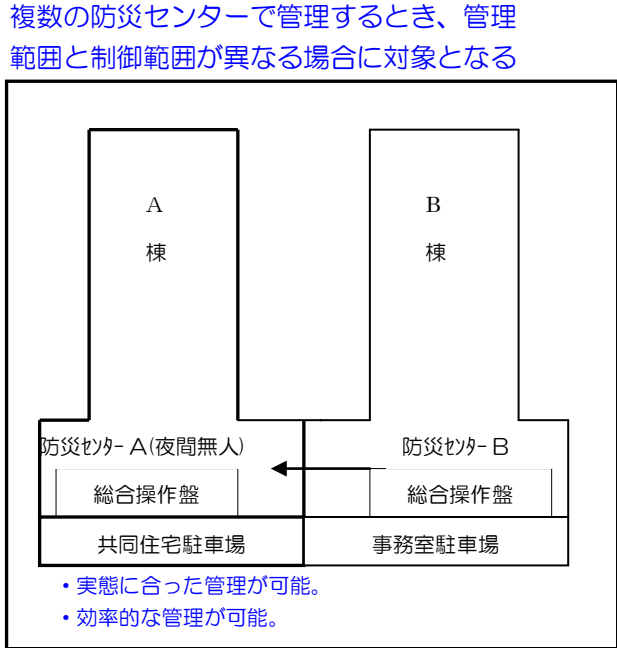 複数の防災センターで管理するとき、管理
範囲と制御範囲が異なる場合に対象となる
A
棟
B
棟
防災ｾﾝﾀｰ A(夜間無人)
防災ｾﾝﾀｰ B
総合操作盤
総合操作盤
共同住宅駐車場
事務室駐車場
・実態に合った管理が可能。
・効率的な管理が可能。